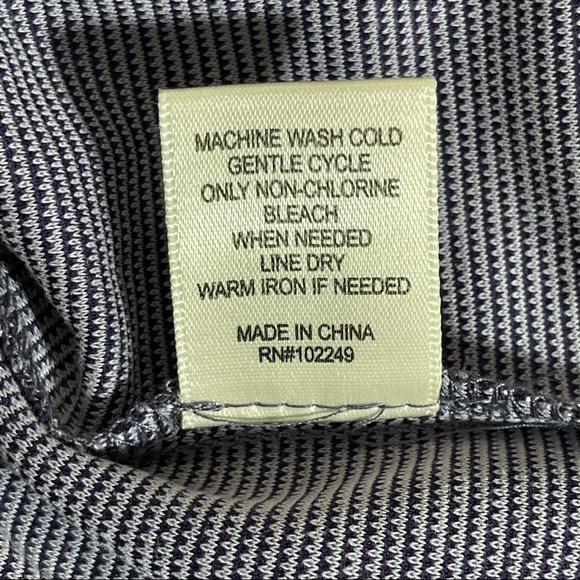 MACHINE WASH COLD
GENTLE CYCLE
ONLY NON-CHLORINE
BLEACH
WHEN NEEDED
LINE DRY
WARM IRON IF NEEDED
MADE IN CHINA
RN#102249